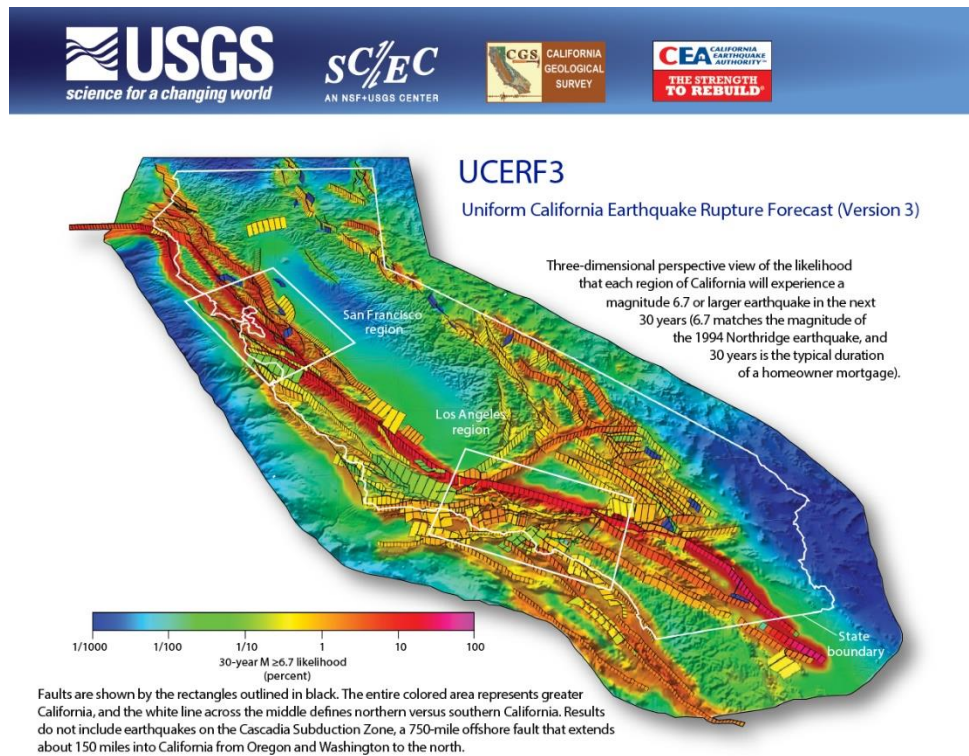 USGS
science for a changing world
SC/EC
AN NSF+USGS CENTER
CGS
CALIFORNIA
GEOLOGICAL
SURVEY
CEA CALIFORNIA
EARTHQUAKE
AUTHORITY™
THE STRENGTH
TO REBUILD®
UCERF3
Uniform California Earthquake Rupture Forecast (Version 3)
Three-dimensional perspective view of the likelihood
that each region of California will experience a
magnitude 6.7 or larger earthquake in the next
30 years (6.7 matches the magnitude of
the 1994 Northridge earthquake, and
30 years is the typical duration
of a homeowner mortgage).
San Francisco
region
Los Angeles
region
State
boundary
1/1000 1/100 1/10 1 10 100
30-year M ≥6.7 likelihood
(percent)
Faults are shown by the rectangles outlined in black. The entire colored area represents greater
California, and the white line across the middle defines northern versus southern California. Results
do not include earthquakes on the Cascadia Subduction Zone, a 750-mile offshore fault that extends
about 150 miles into California from Oregon and Washington to the north.